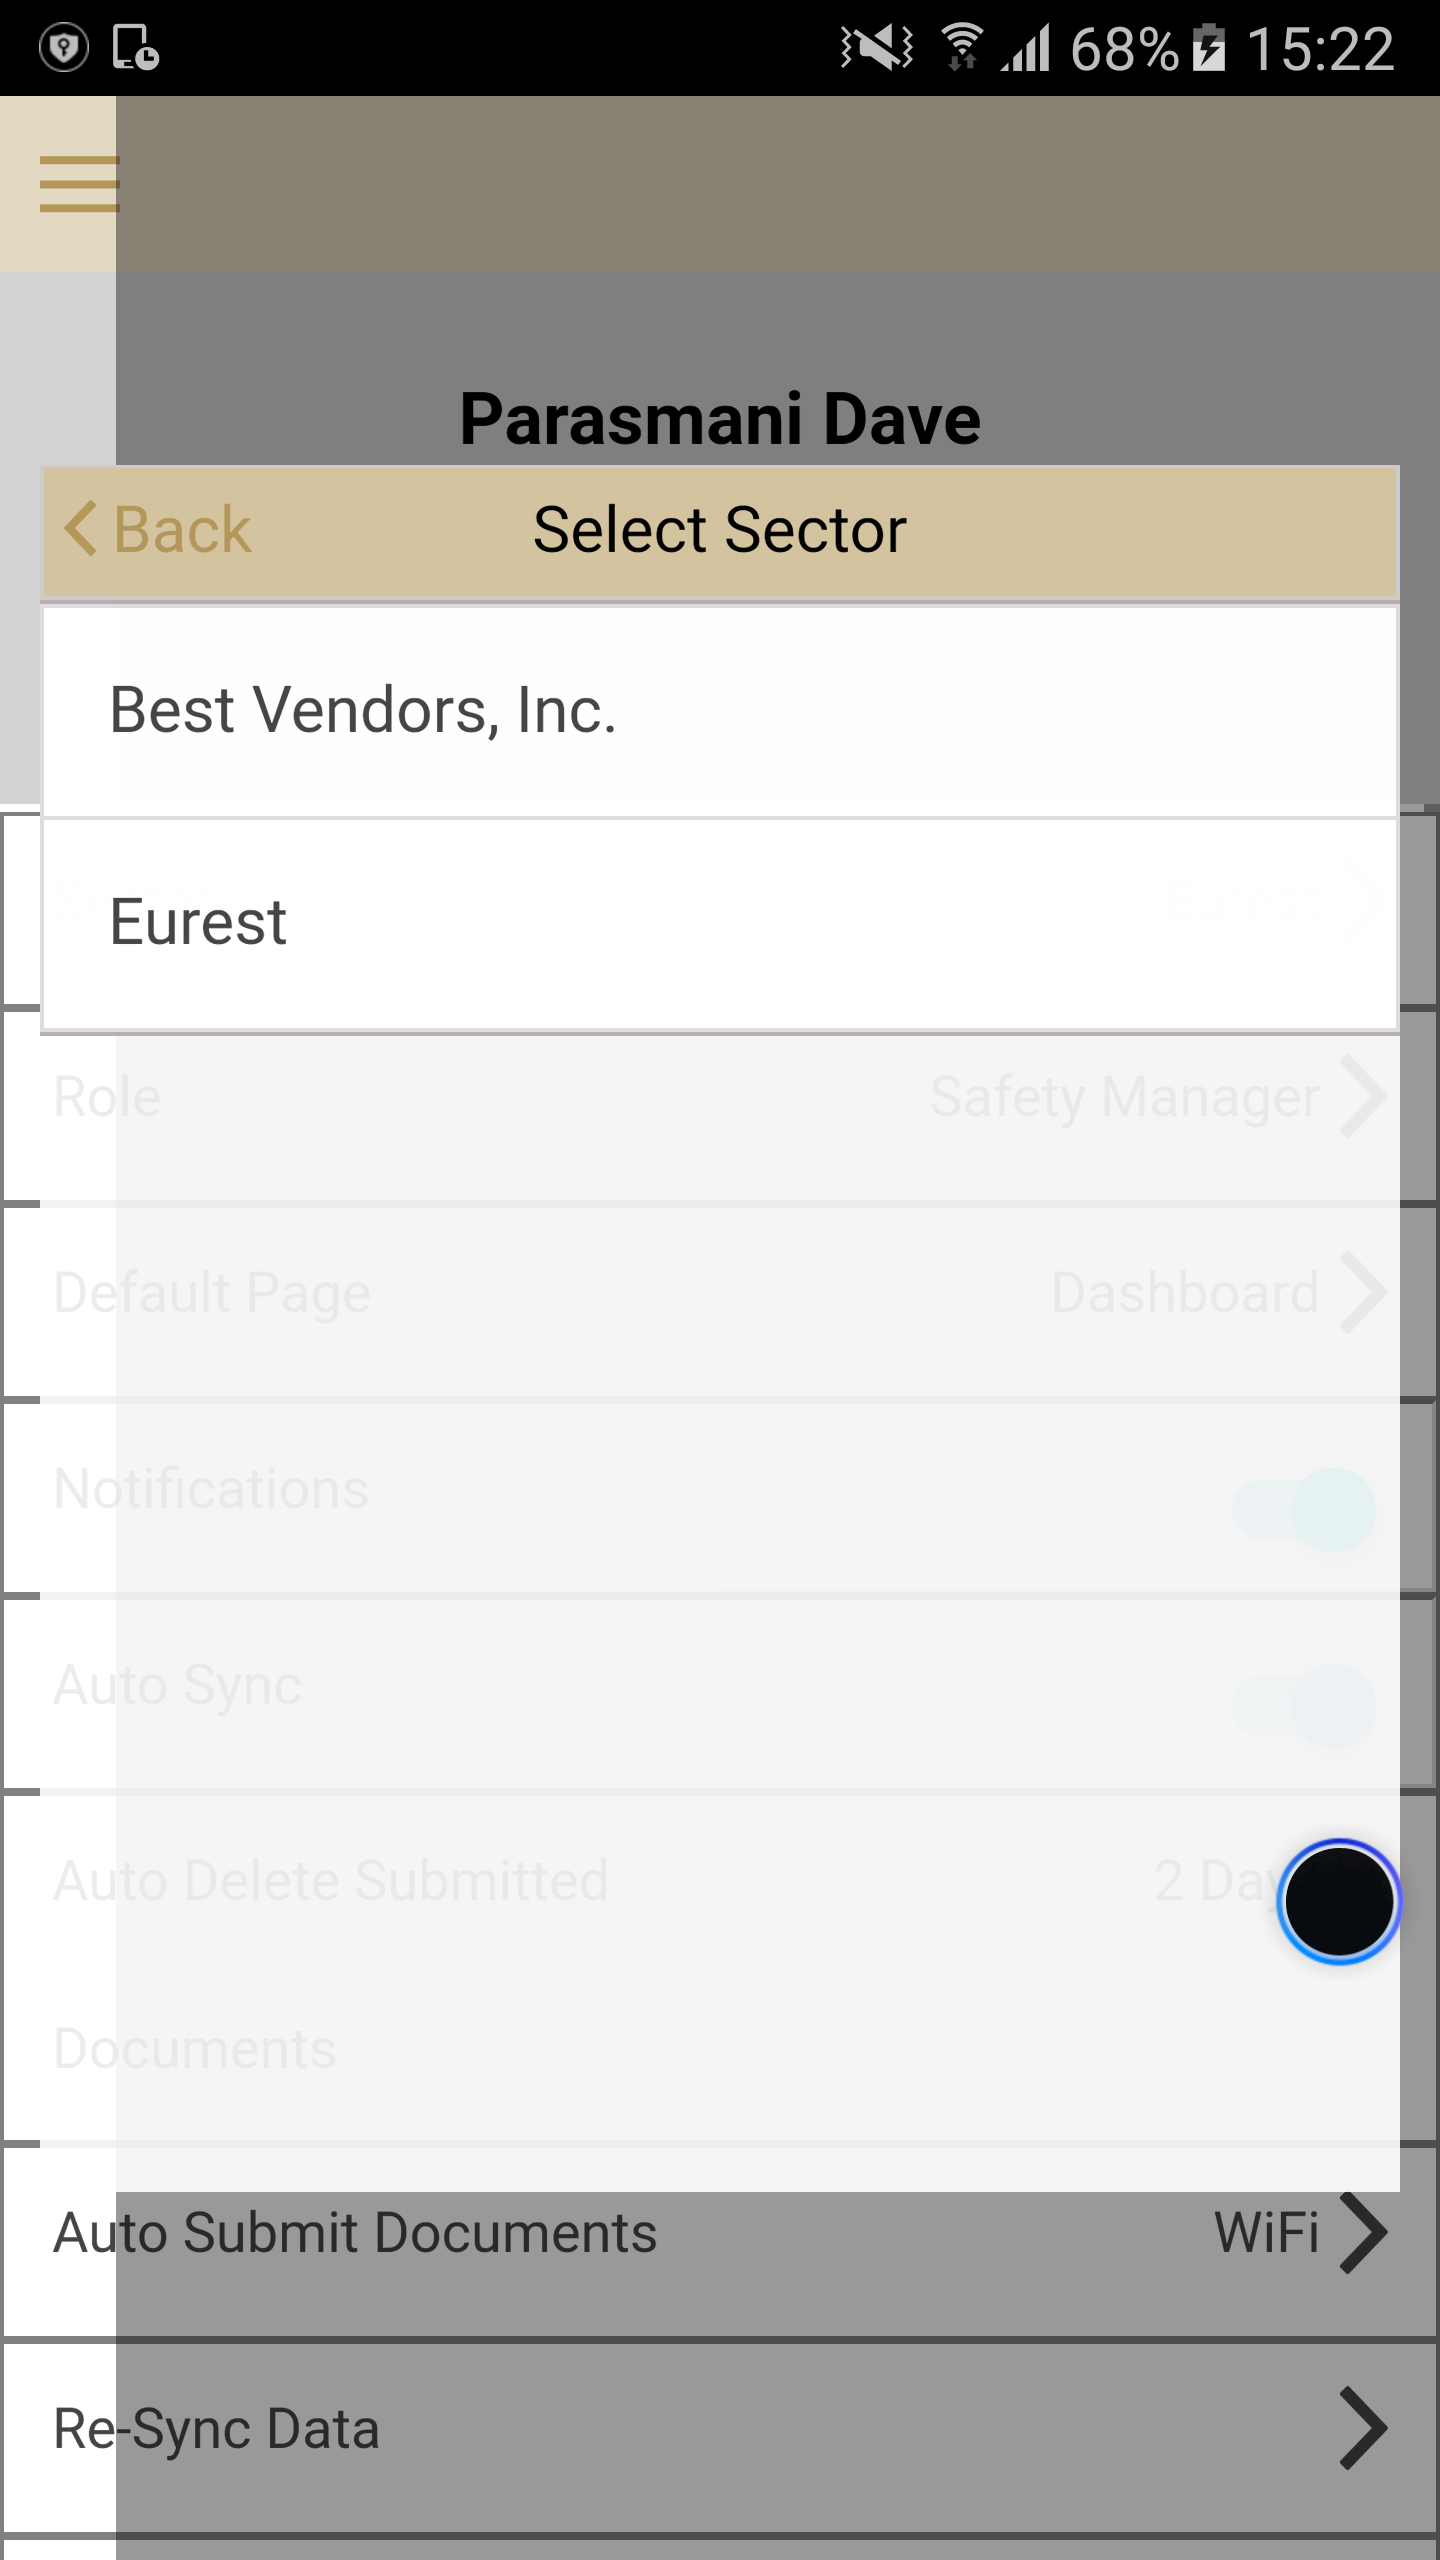 68% 15:22
Parasmani Dave
Back Select Sector
Best Vendors, Inc.
Eurest
Role Safety Manager
Default Page Dashboard
Notifications
Auto Sync
Auto Delete Submitted 2 Day
Documents
Auto Submit Documents WiFi
Re-Sync Data